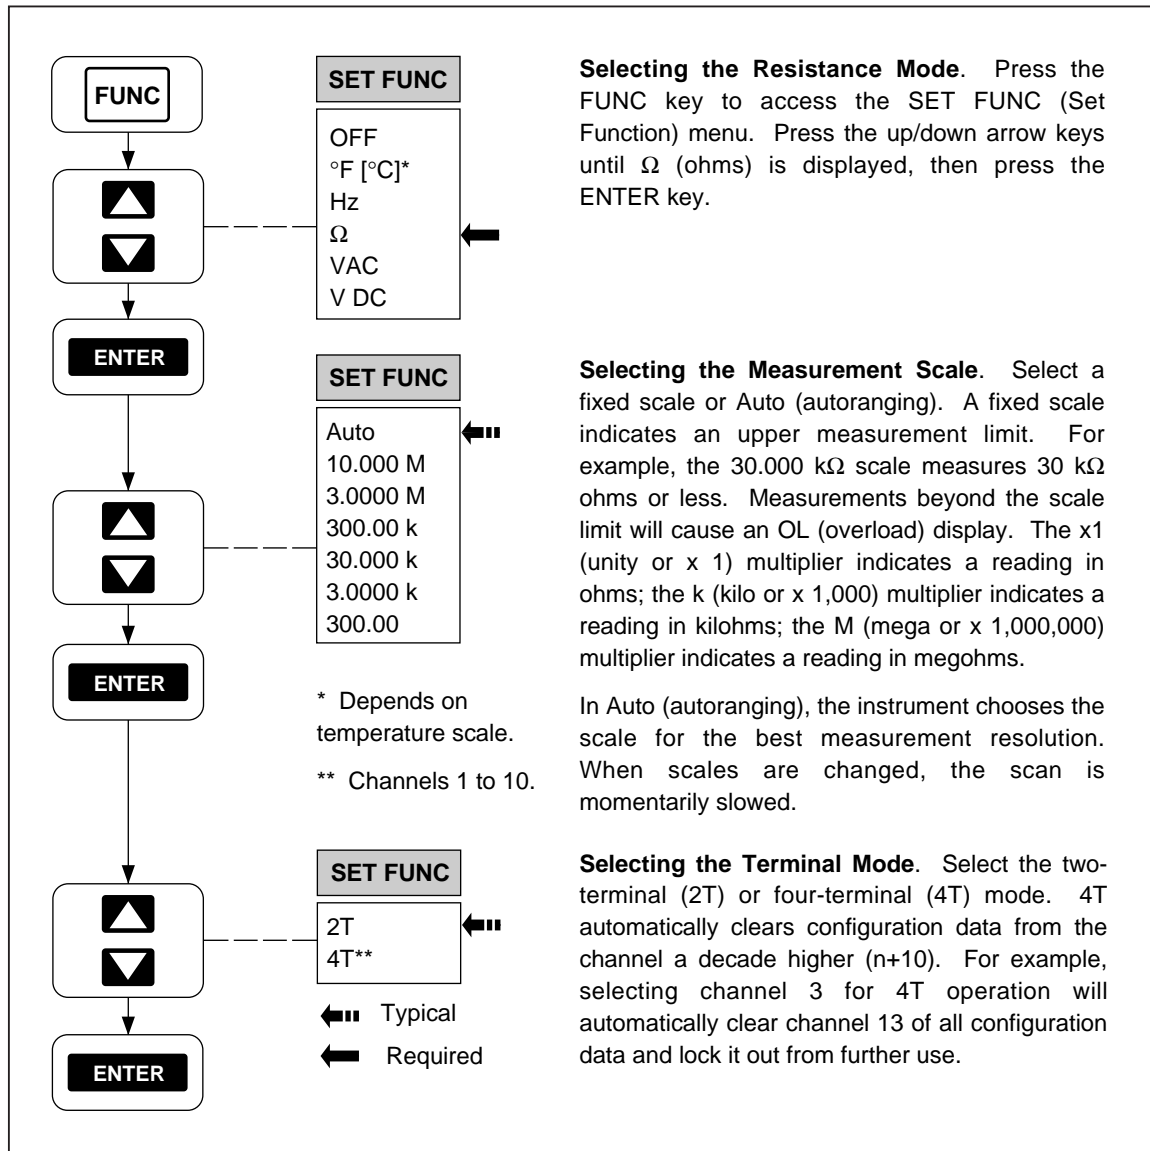 FUNC
SET FUNC
OFF
°F [°C]*
Hz
Ω
VAC
V DC
ENTER
Selecting the Resistance Mode. Press the
FUNC key to access the SET FUNC (Set
Function) menu. Press the up/down arrow keys
until Ω (ohms) is displayed, then press the
ENTER key.
SET FUNC
Auto
10.000 M
3.0000 M
300.00 k
30.000 k
3.0000 k
300.00
ENTER
* Depends on
temperature scale.
** Channels 1 to 10.
Selecting the Measurement Scale. Select a
fixed scale or Auto (autoranging). A fixed scale
indicates an upper measurement limit. For
example, the 30.000 kΩ scale measures 30 kΩ
ohms or less. Measurements beyond the scale
limit will cause an OL (overload) display. The x1
(unity or x 1) multiplier indicates a reading in
ohms; the k (kilo or x 1,000) multiplier indicates a
reading in kilohms; the M (mega or x 1,000,000)
multiplier indicates a reading in megohms.
In Auto (autoranging), the instrument chooses the
scale for the best measurement resolution.
When scales are changed, the scan is
momentarily slowed.
SET FUNC
2T
4T**
Typical
Required
ENTER
Selecting the Terminal Mode. Select the two-
terminal (2T) or four-terminal (4T) mode. 4T
automatically clears configuration data from the
channel a decade higher (n+10). For example,
selecting channel 3 for 4T operation will
automatically clear channel 13 of all configuration
data and lock it out from further use.